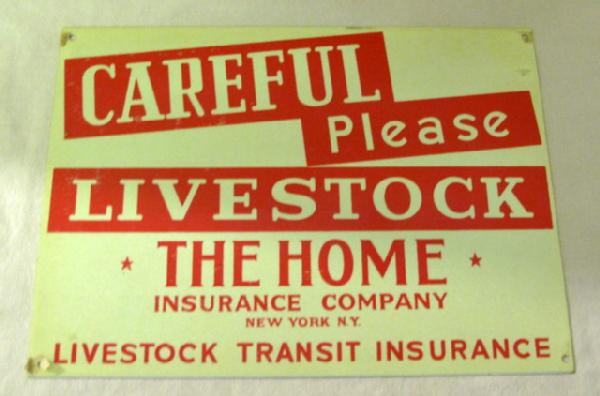 CAREFUL
Please
LIVESTOCK
* THE HOME *
INSURANCE COMPANY
NEW YORK N.Y.
LIVESTOCK TRANSIT INSURANCE